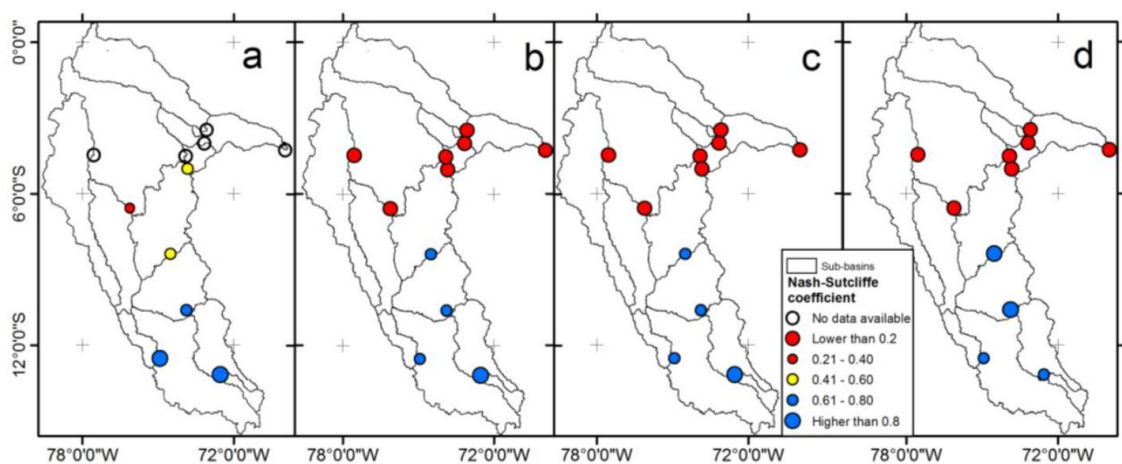 a
b
c
d
0°0'0"
6°0'0"S
12°0'0"S
Sub-basins
Nash-Sutcliffe
coefficient
No data available
Lower than 0.2
0.21 - 0.40
0.41 - 0.60
0.61 - 0.80
Higher than 0.8
78°0'0"W
72°0'0"W
78°0'0"W
72°0'0"W
78°0'0"W
72°0'0"W
78°0'0"W
72°0'0"W